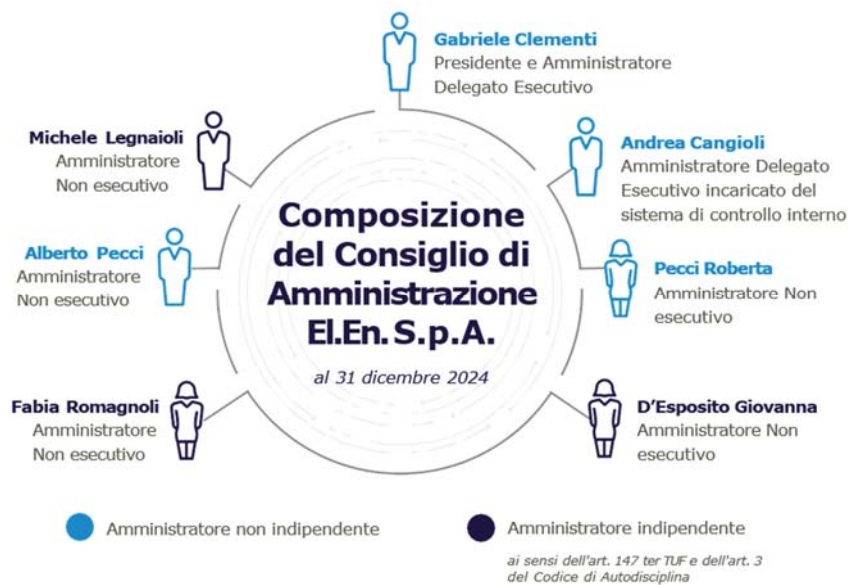 Gabriele Clementi
Presidente e Amministratore
Delegato Esecutivo
Michele Legnaioli
Amministratore
Non esecutivo
Andrea Cangioli
Amministratore Delegato
Esecutivo incaricato del
sistema di controllo interno
Composizione
del Consiglio di
Amministrazione
El.En. S.p.A.
al 31 dicembre 2024
Alberto Pecci
Amministratore
Non esecutivo
Pecci Roberta
Amministratore Non
esecutivo
Fabia Romagnoli
Amministratore
Non esecutivo
D'Esposito Giovanna
Amministratore Non
esecutivo
Amministratore non indipendente
Amministratore indipendente
ai sensi dell'art. 147 ter TUF e dell'art. 3
del Codice di Autodisciplina